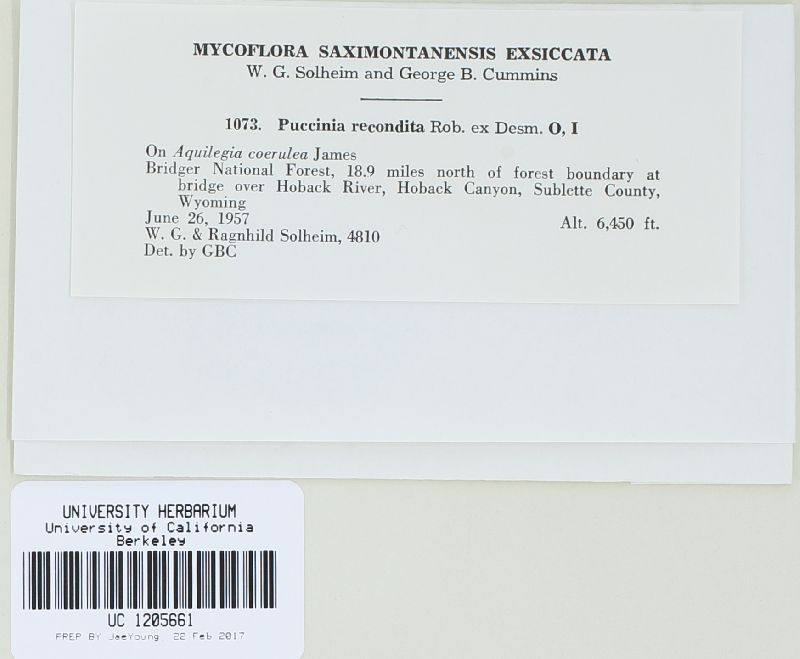 MYCOFLORA SAXIMONTANENSIS EXSICCATA
W. G. Solheim and George B. Cummins
1073. Puccinia recondita Rob. ex Desm. O, I
On Aquilegia coerulea James
Bridger National Forest, 18.9 miles north of forest boundary at
bridge over Hoback River, Hoback Canyon, Sublette County,
Wyoming
June 26, 1957 Alt. 6,450 ft.
W. G. & Ragnhild Solheim, 4810
Det. by GBC
UNIVERSITY HERBARIUM
University of California
Berkeley
UC 1205661
PREP BY JaeYoung 22 Feb 2017